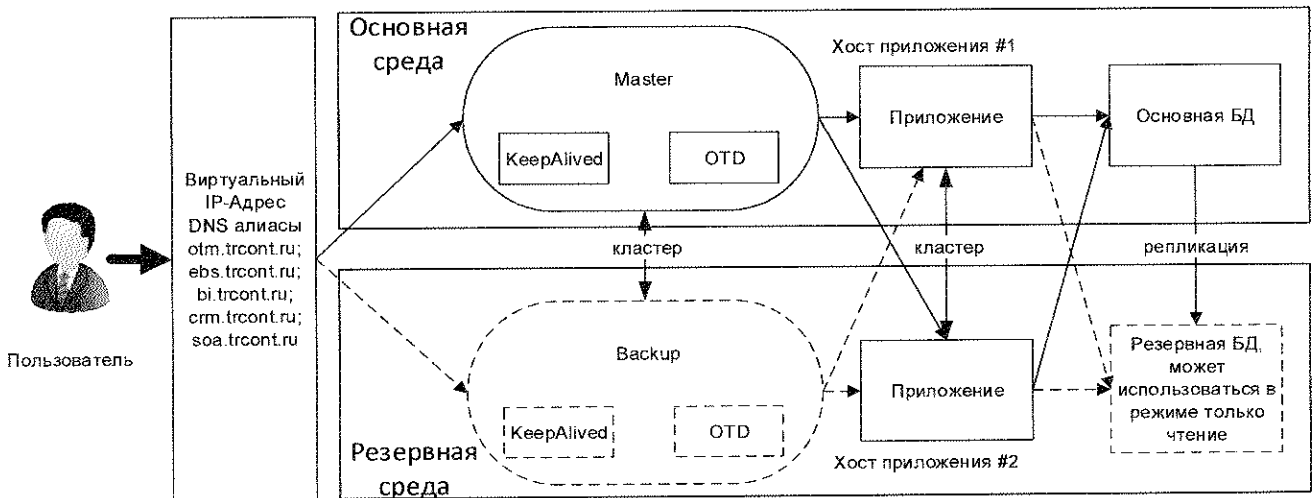 Основная
среда
Master
KeepAlived
OTD
Хост приложения #1
Приложение
Основная БД
Виртуальный
IP-Адрес
DNS алиасы
otm.trcont.ru;
ebs.trcont.ru;
bi.trcont.ru;
crm.trcont.ru;
soa.trcont.ru
Пользователь
кластер
кластер
репликация
Backup
KeepAlived
OTD
Приложение
Хост приложения #2
Резервная БД,
может
использоваться в
режиме только
чтение
Резервная
среда